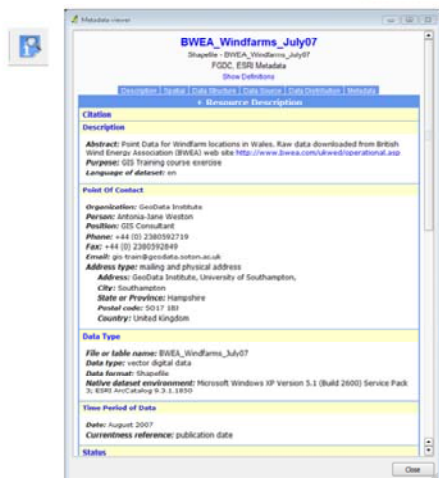 Metadata viewer
BWEA_Windfarms_July07
Shapefile - BWEA_Windfarms_July07
FGDC, ESRI Metadata
Show Definitions
Description Spatial Data Structure Data Source Data Distribution Metadata
+ Resource Description
Citation
Description
Abstract: Point Data for Windfarm locations in Wales. Raw data downloaded from British
Wind Energy Association (BWEA) web site http://www.bwea.com/ukwed/operational.asp
Purpose: GIS Training course exercise
Language of dataset: en
Point Of Contact
Organization: GeoData Institute
Person: Antonia-Jane Weston
Position: GIS Consultant
Phone: +44 (0) 2380592719
Fax: +44 (0) 2380592849
Email: gis-train@geodata.soton.ac.uk
Address type: mailing and physical address
Address: GeoData Institute, University of Southampton,
City: Southampton
State or Province: Hampshire
Postal code: SO17 1BJ
Country: United Kingdom
Data Type
File or table name: BWEA_Windfarms_July07
Data type: vector digital data
Data format: Shapefile
Native dataset environment: Microsoft Windows XP Version 5.1 (Build 2600) Service Pack
3; ESRI ArcCatalog 9.3.1.1850
Time Period of Data
Date: August 2007
Currentness reference: publication date
Status
Close